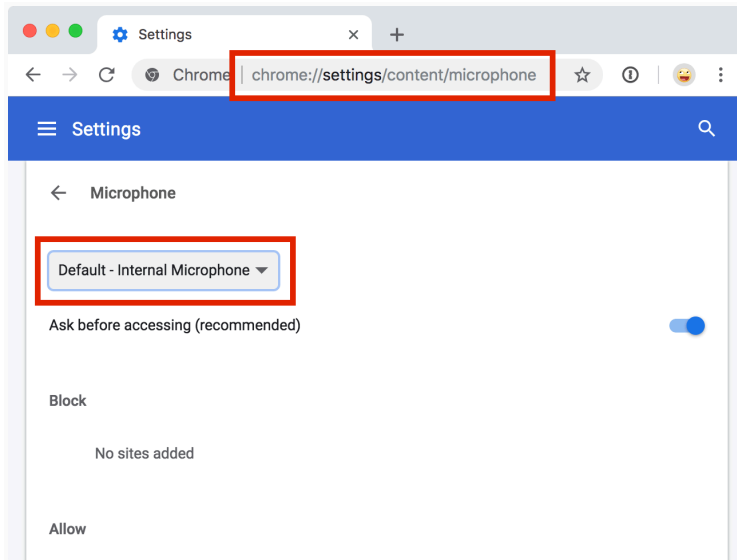 Settings
Chrome | chrome://settings/content/microphone
Settings
Microphone
Default - Internal Microphone
Ask before accessing (recommended)
Block
No sites added
Allow